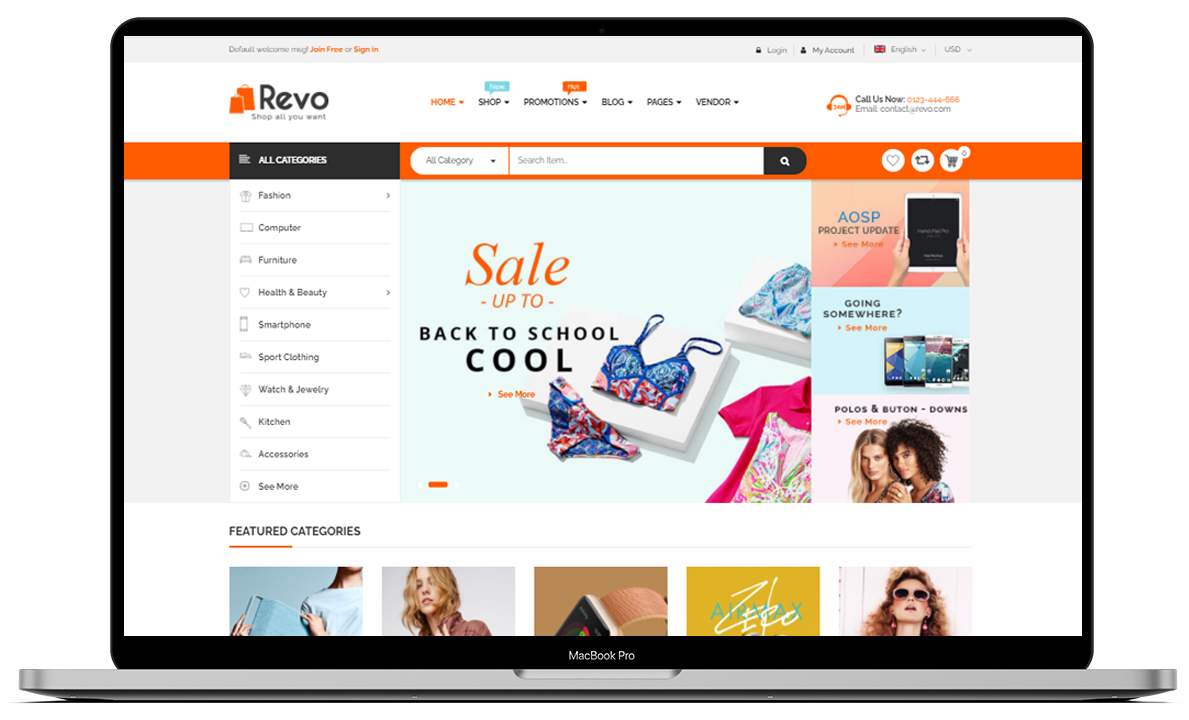 Default welcome msg! Join Free or Sign in
Login
My Account
English
USD
Revo
Shop all you want
HOME
New
SHOP
Hot
PROMOTIONS
BLOG
PAGES
VENDOR
24H
Call Us Now: 0123-444-666
Email: contact@revo.com
ALL CATEGORIES
All Category
Search Item...
0
Fashion
Computer
Furniture
Health & Beauty
Smartphone
Sport Clothing
Watch & Jewelry
Kitchen
Accessories
See More
Sale
- UP TO -
BACK TO SCHOOL
COOL
See More
AOSP
PROJECT UPDATE
See More
GOING
SOMEWHERE?
See More
POLOS & BUTON - DOWNS
See More
FEATURED CATEGORIES
AIRMAX
MacBook Pro